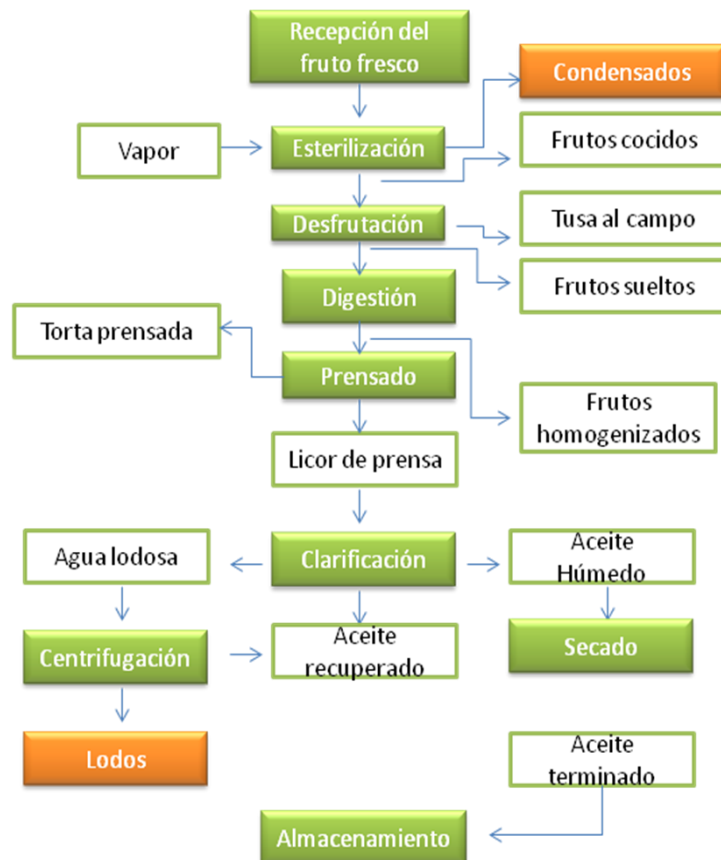 Recepción del
fruto fresco
Condensados
Vapor
Esterilización
Frutos cocidos
Desfrutación
Tusa al campo
Frutos sueltos
Digestión
Torta prensada
Prensado
Frutos
homogenizados
Licor de prensa
Agua lodosa
Clarificación
Aceite
Húmedo
Centrifugación
Aceite
recuperado
Secado
Lodos
Aceite
terminado
Almacenamiento